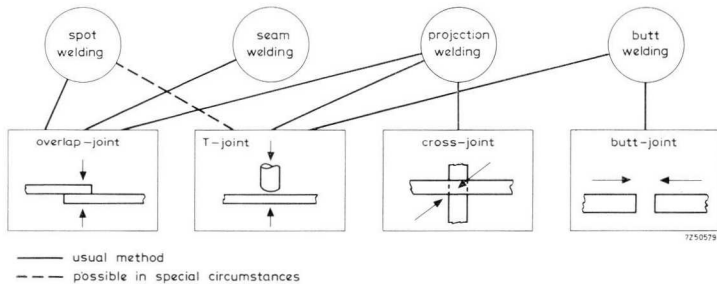 spot
welding
seam
welding
projection
welding
butt
welding
overlap-joint
T-joint
cross-joint
butt-joint
7Z50579
usual method
possible in special circumstances